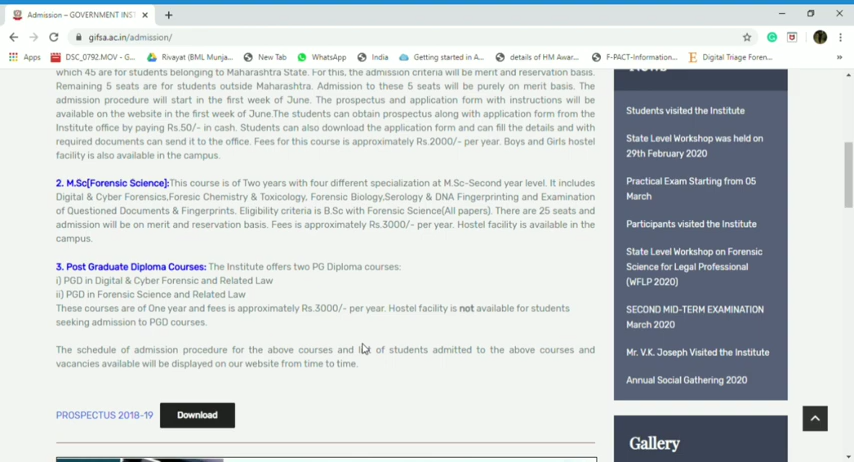 Admission – GOVERNMENT INST
gifsa.ac.in/admission/
Apps DSC_0792.MOV - G... Rivayat (BML Munja... New Tab WhatsApp India Getting started in A... details of HM Awar... F-PACT-Information... Digital Triage Foren... »
which 45 are for students belonging to Maharashtra State. For this, the admission criteria will be merit and reservation basis.
Remaining 5 seats are for students outside Maharashtra. Admission to these 5 seats will be purely on merit basis. The
admission procedure will start in the first week of June. The prospectus and application form with instructions will be
available on the website in the first week of June.The students can obtain prospectus along with application form from the
Institute office by paying Rs.50/- in cash. Students can also download the application form and can fill the details and with
required documents can send it to the office. Fees for this course is approximately Rs.2000/- per year. Boys and Girls hostel
facility is also available in the campus.
2. M.Sc[Forensic Science]:This course is of Two years with four different specialization at M.Sc-Second year level. It includes
Digital & Cyber Forensics,Foresic Chemistry & Toxicology, Forensic Biology,Serology & DNA Fingerprinting and Examination
of Questioned Documents & Fingerprints. Eligibility criteria is B.Sc with Forensic Science(All papers). There are 25 seats and
admission will be on merit and reservation basis. Fees is approximately Rs.3000/- per year. Hostel facility is available in the
campus.
3. Post Graduate Diploma Courses: The Institute offers two PG Diploma courses:
i) PGD in Digital & Cyber Forensic and Related Law
ii) PGD in Forensic Science and Related Law
These courses are of One year and fees is approximately Rs.3000/- per year. Hostel facility is not available for students
seeking admission to PGD courses.
The schedule of admission procedure for the above courses and list of students admitted to the above courses and
vacancies available will be displayed on our website from time to time.
PROSPECTUS 2018-19 Download
News
Students visited the Institute
State Level Workshop was held on
29th February 2020
Practical Exam Starting from 05
March
Participants visited the Institute
State Level Workshop on Forensic
Science for Legal Professional
(WFLP 2020)
SECOND MID-TERM EXAMINATION
March 2020
Mr. V.K. Joseph Visited the Institute
Annual Social Gathering 2020
Gallery